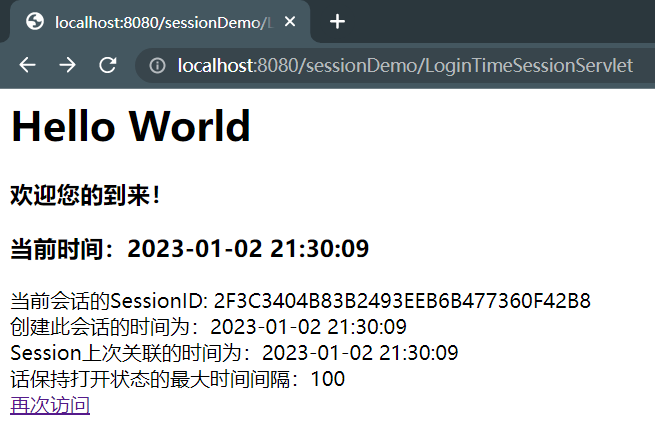 localhost:8080/sessionDemo/
localhost:8080/sessionDemo/LoginTimeSessionServlet
Hello World
欢迎您的到来！
当前时间：2023-01-02 21:30:09
当前会话的SessionID: 2F3C3404B83B2493EEB6B477360F42B8
创建此会话的时间为：2023-01-02 21:30:09
Session上次关联的时间为：2023-01-02 21:30:09
话保持打开状态的最大时间间隔：100
再次访问